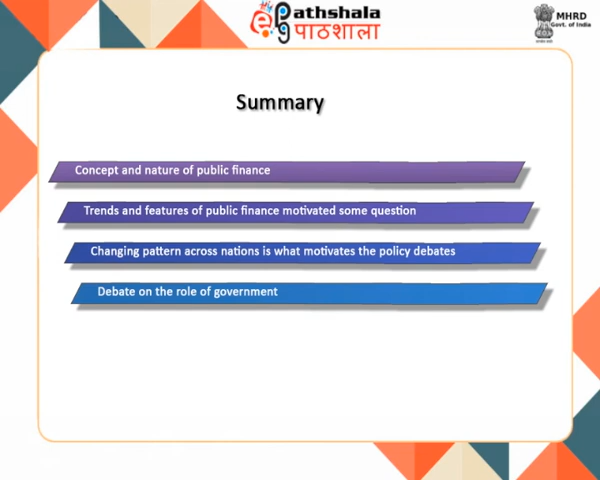 Pathshala
पाठशाला
MHRD
Govt. of India
Summary
Concept and nature of public finance
Trends and features of public finance motivated some question
Changing pattern across nations is what motivates the policy debates
Debate on the role of government